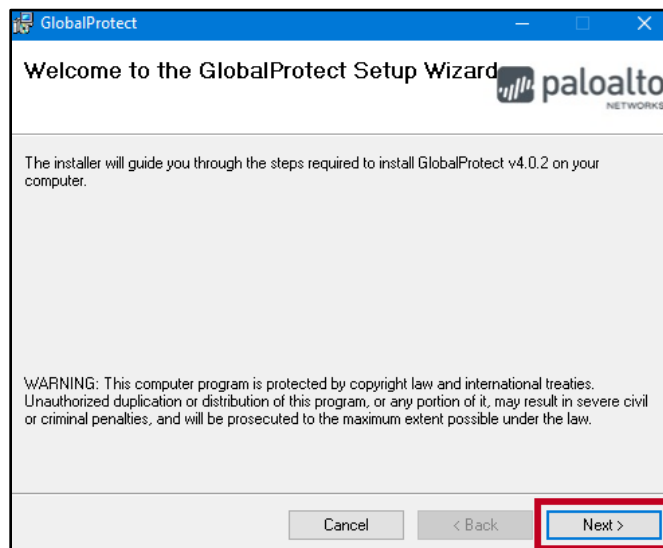 GlobalProtect
Welcome to the GlobalProtect Setup Wizard
paloalto
NETWORKS
The installer will guide you through the steps required to install GlobalProtect v4.0.2 on your
computer.
WARNING: This computer program is protected by copyright law and international treaties.
Unauthorized duplication or distribution of this program, or any portion of it, may result in severe civil
or criminal penalties, and will be prosecuted to the maximum extent possible under the law.
Cancel < Back Next >